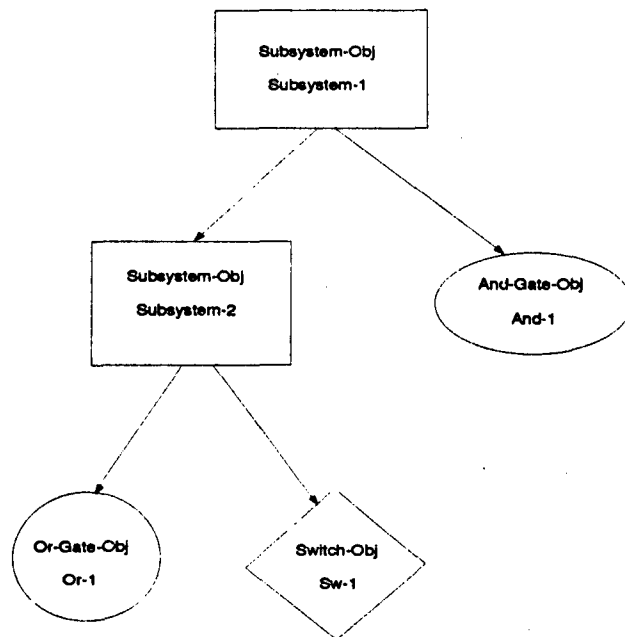 Subsystem-Obj
Subsystem-1
Subsystem-Obj
Subsystem-2
And-Gate-Obj
And-1
Or-Gate-Obj
Or-1
Switch-Obj
Sw-1